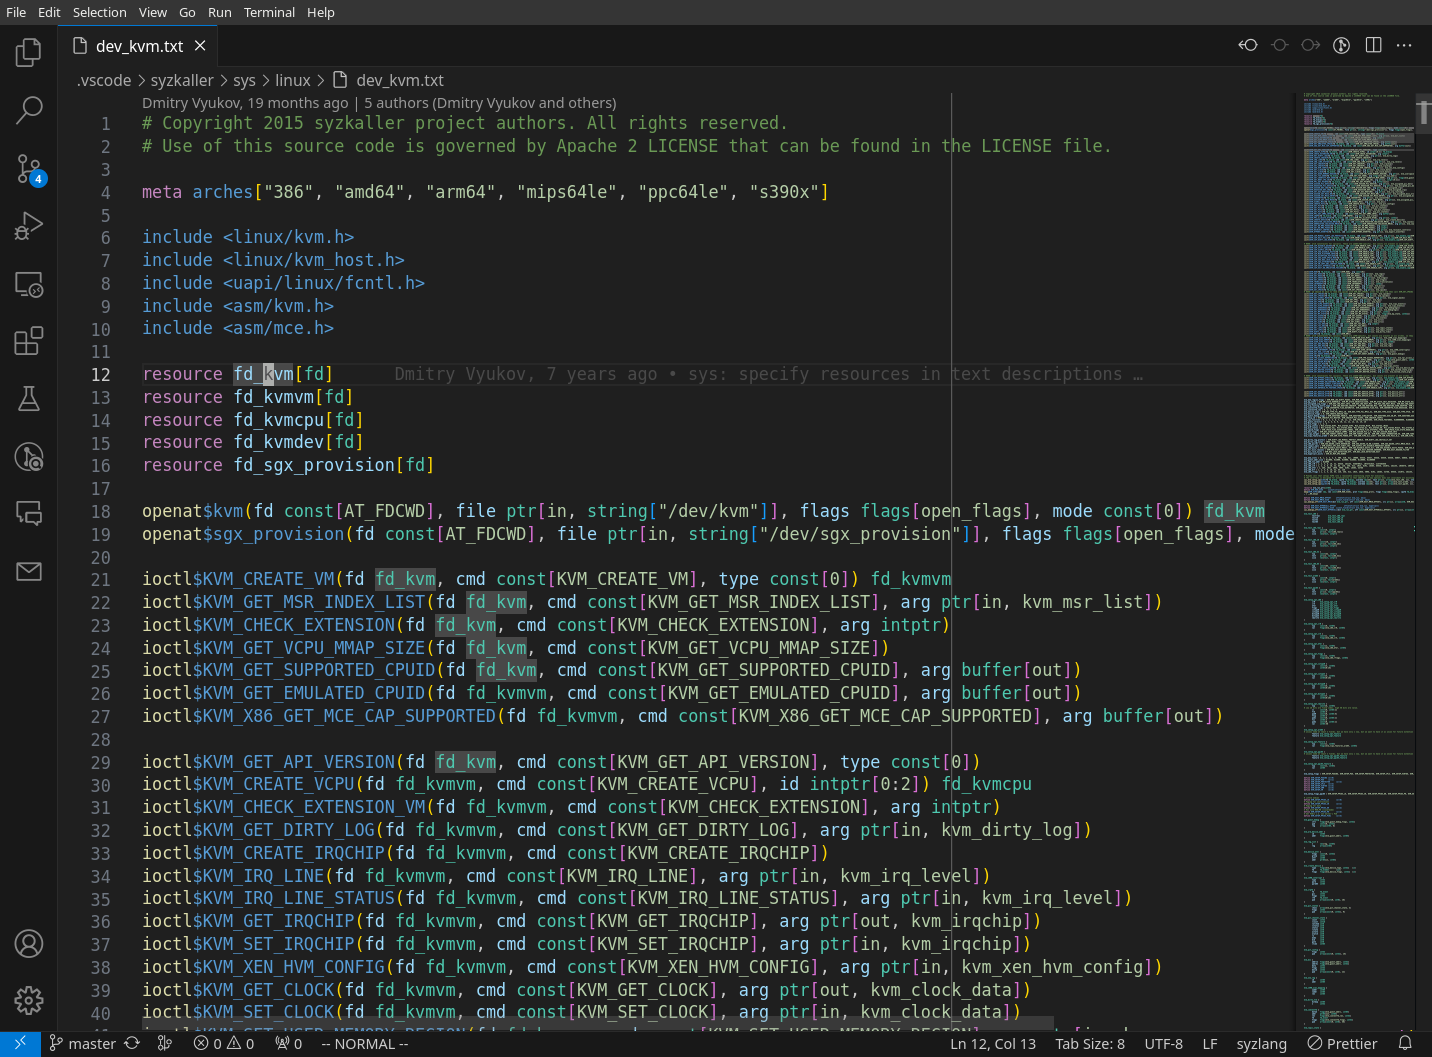 File Edit Selection View Go Run Terminal Help
dev_kvm.txt
.vscode > syzkaller > sys > linux > dev_kvm.txt
Dmitry Vyukov, 19 months ago | 5 authors (Dmitry Vyukov and others)
1 # Copyright 2015 syzkaller project authors. All rights reserved.
2 # Use of this source code is governed by Apache 2 LICENSE that can be found in the LICENSE file.
3
4 meta arches["386", "amd64", "arm64", "mips64le", "ppc64le", "s390x"]
5
6 include <linux/kvm.h>
7 include <linux/kvm_host.h>
8 include <uapi/linux/fcntl.h>
9 include <asm/kvm.h>
10 include <asm/mce.h>
11
12 resource fd_kvm[fd] Dmitry Vyukov, 7 years ago • sys: specify resources in text descriptions …
13 resource fd_kvmvm[fd]
14 resource fd_kvmcpu[fd]
15 resource fd_kvmdev[fd]
16 resource fd_sgx_provision[fd]
17
18 openat$kvm(fd const[AT_FDCWD], file ptr[in, string["/dev/kvm"]], flags flags[open_flags], mode const[0]) fd_kvm
19 openat$sgx_provision(fd const[AT_FDCWD], file ptr[in, string["/dev/sgx_provision"]], flags flags[open_flags], mode
20
21 ioctl$KVM_CREATE_VM(fd fd_kvm, cmd const[KVM_CREATE_VM], type const[0]) fd_kvmvm
22 ioctl$KVM_GET_MSR_INDEX_LIST(fd fd_kvm, cmd const[KVM_GET_MSR_INDEX_LIST], arg ptr[in, kvm_msr_list])
23 ioctl$KVM_CHECK_EXTENSION(fd fd_kvm, cmd const[KVM_CHECK_EXTENSION], arg intptr)
24 ioctl$KVM_GET_VCPU_MMAP_SIZE(fd fd_kvm, cmd const[KVM_GET_VCPU_MMAP_SIZE])
25 ioctl$KVM_GET_SUPPORTED_CPUID(fd fd_kvm, cmd const[KVM_GET_SUPPORTED_CPUID], arg buffer[out])
26 ioctl$KVM_GET_EMULATED_CPUID(fd fd_kvmvm, cmd const[KVM_GET_EMULATED_CPUID], arg buffer[out])
27 ioctl$KVM_X86_GET_MCE_CAP_SUPPORTED(fd fd_kvmvm, cmd const[KVM_X86_GET_MCE_CAP_SUPPORTED], arg buffer[out])
28
29 ioctl$KVM_GET_API_VERSION(fd fd_kvm, cmd const[KVM_GET_API_VERSION], type const[0])
30 ioctl$KVM_CREATE_VCPU(fd fd_kvmvm, cmd const[KVM_CREATE_VCPU], id intptr[0:2]) fd_kvmcpu
31 ioctl$KVM_CHECK_EXTENSION_VM(fd fd_kvmvm, cmd const[KVM_CHECK_EXTENSION], arg intptr)
32 ioctl$KVM_GET_DIRTY_LOG(fd fd_kvmvm, cmd const[KVM_GET_DIRTY_LOG], arg ptr[in, kvm_dirty_log])
33 ioctl$KVM_CREATE_IRQCHIP(fd fd_kvmvm, cmd const[KVM_CREATE_IRQCHIP])
34 ioctl$KVM_IRQ_LINE(fd fd_kvmvm, cmd const[KVM_IRQ_LINE], arg ptr[in, kvm_irq_level])
35 ioctl$KVM_IRQ_LINE_STATUS(fd fd_kvmvm, cmd const[KVM_IRQ_LINE_STATUS], arg ptr[in, kvm_irq_level])
36 ioctl$KVM_GET_IRQCHIP(fd fd_kvmvm, cmd const[KVM_GET_IRQCHIP], arg ptr[out, kvm_irqchip])
37 ioctl$KVM_SET_IRQCHIP(fd fd_kvmvm, cmd const[KVM_SET_IRQCHIP], arg ptr[in, kvm_irqchip])
38 ioctl$KVM_XEN_HVM_CONFIG(fd fd_kvmvm, cmd const[KVM_XEN_HVM_CONFIG], arg ptr[in, kvm_xen_hvm_config])
39 ioctl$KVM_GET_CLOCK(fd fd_kvmvm, cmd const[KVM_GET_CLOCK], arg ptr[out, kvm_clock_data])
40 ioctl$KVM_SET_CLOCK(fd fd_kvmvm, cmd const[KVM_SET_CLOCK], arg ptr[in, kvm_clock_data])
4
master 0 0 0 -- NORMAL -- Ln 12, Col 13 Tab Size: 8 UTF-8 LF syzlang Prettier